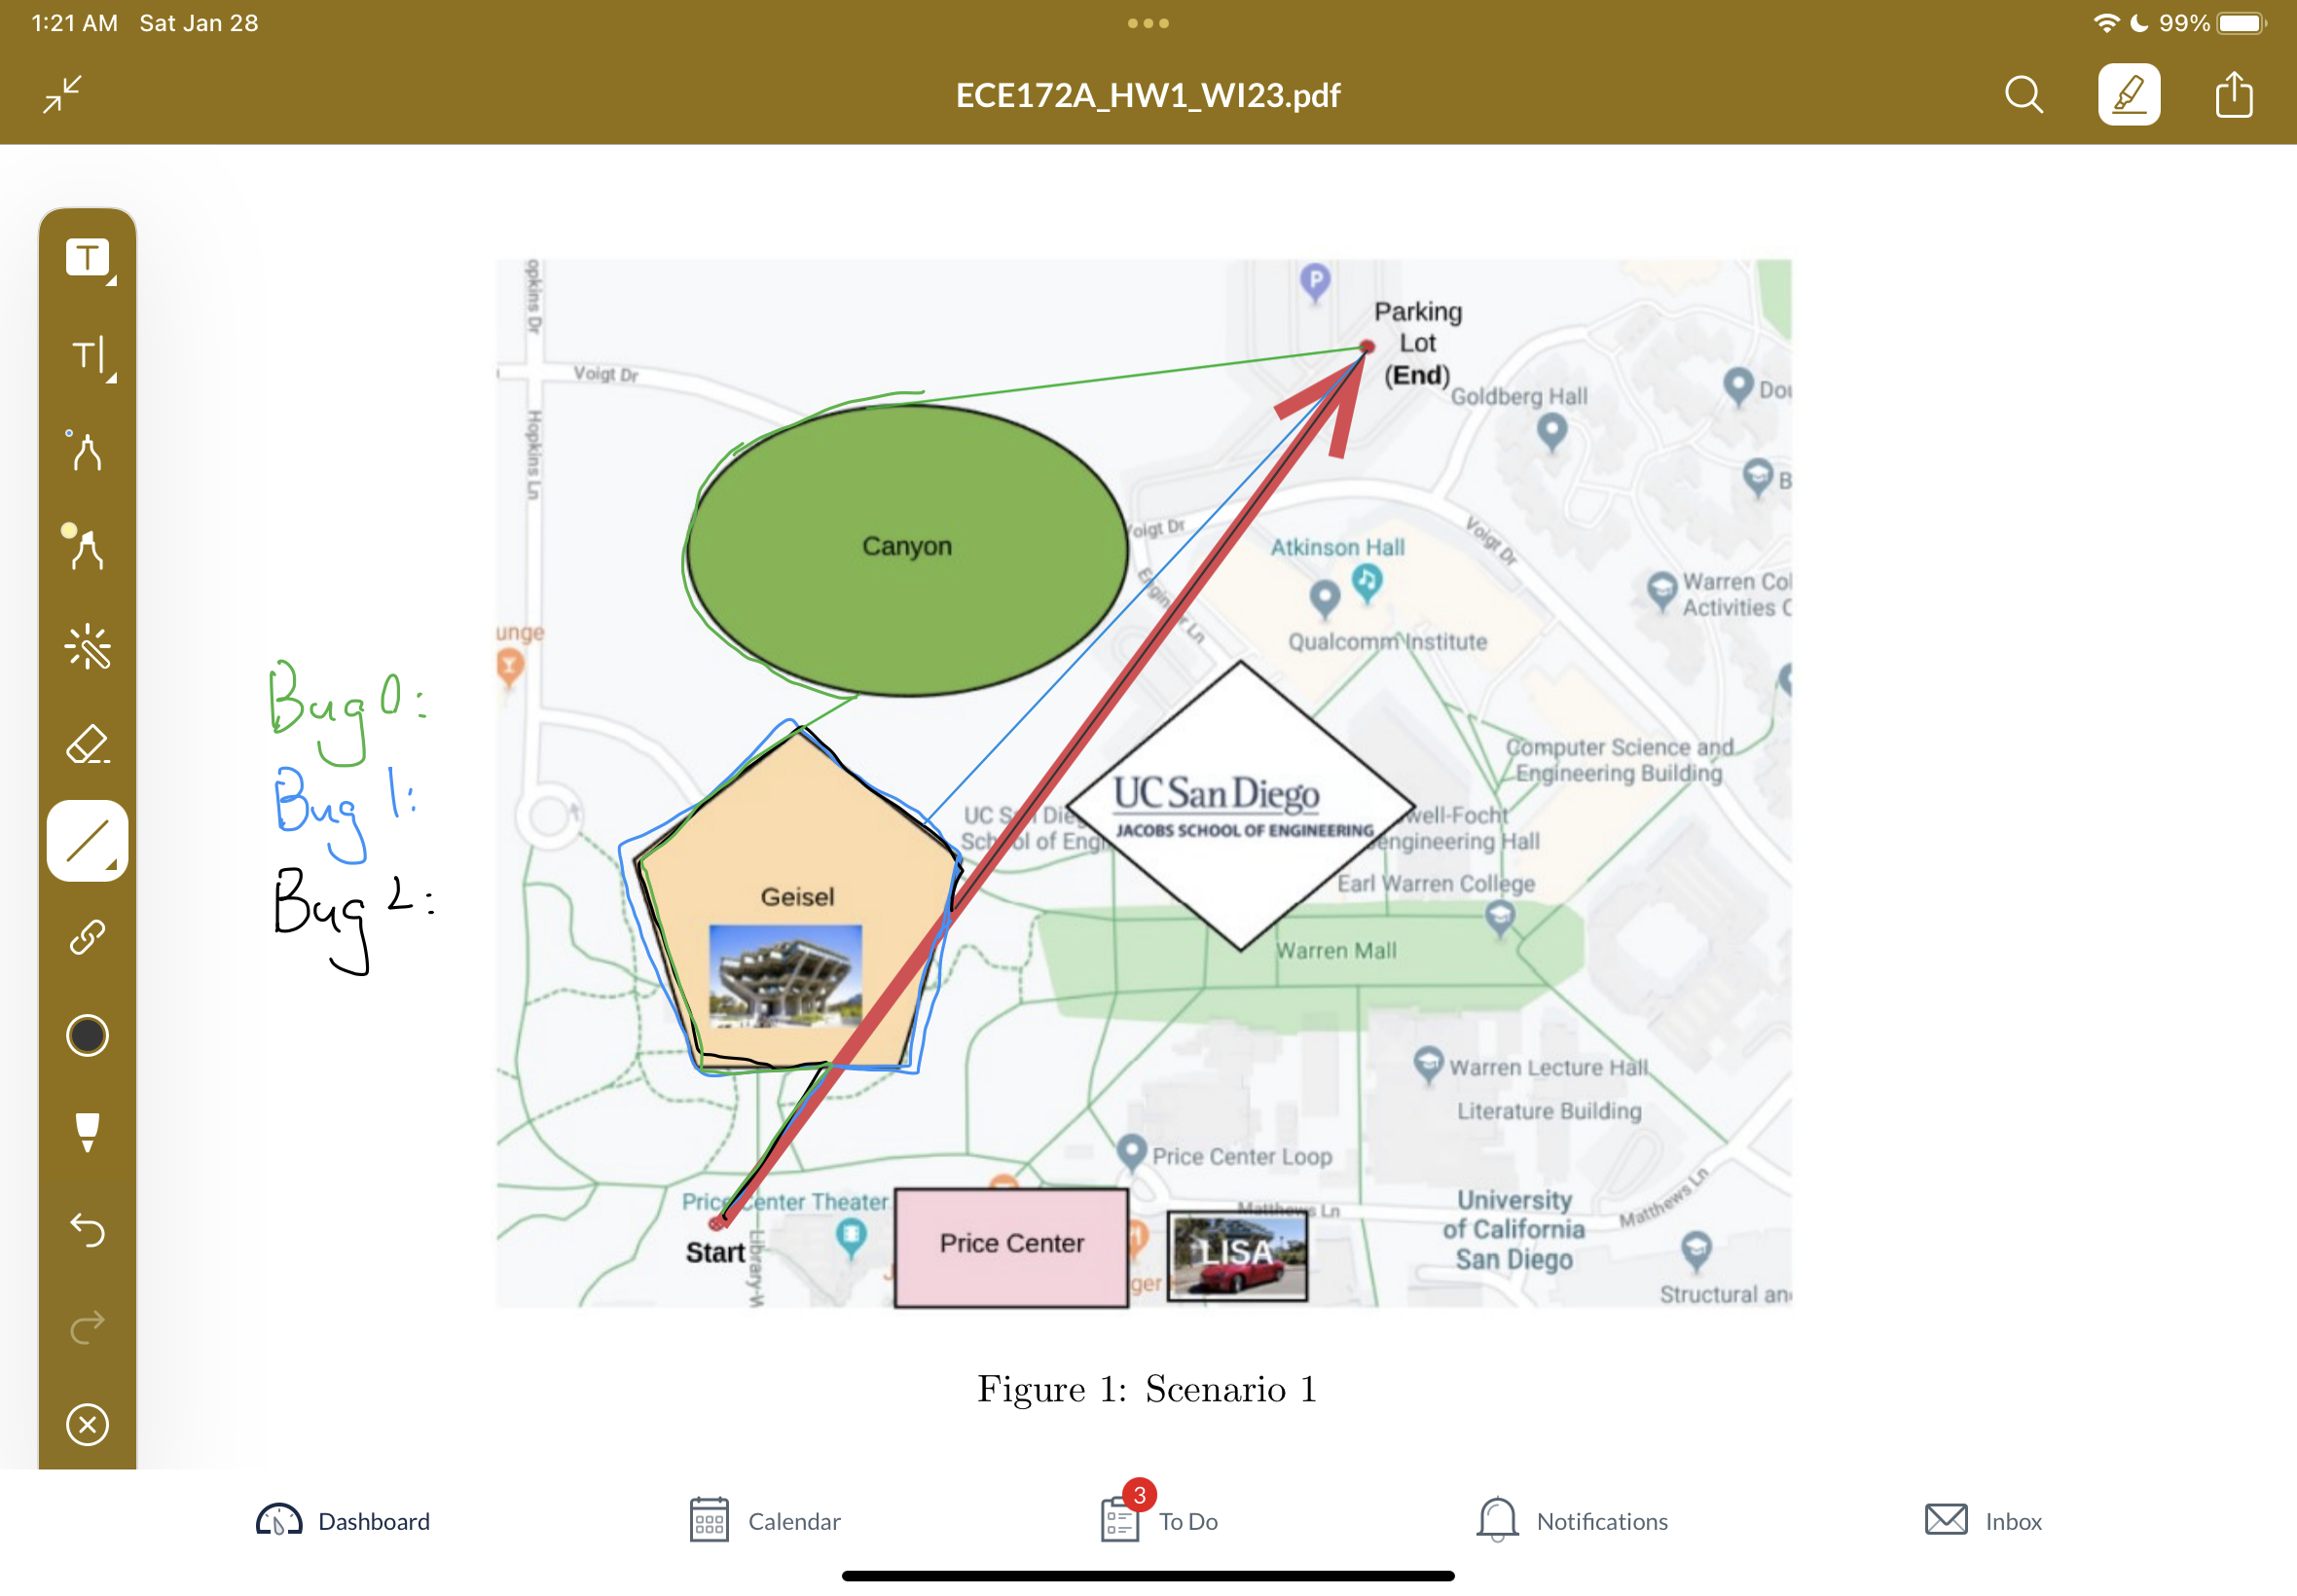 1:21 AM Sat Jan 28
99%
ECE172A_HW1_WI23.pdf
T
T
opkins Dr
P
Parking
Lot
(End)
Voigt Dr
Goldberg Hall
Dou
Hopkins Ln
B
Canyon
Voigt Dr
Voigt Dr
Atkinson Hall
Warren Col
Activities C
unge
Qualcomm Institute
Bug 0:
Bug 1:
Bug 2:
Computer Science and
Engineering Building
UC San Diego
JACOBS SCHOOL OF ENGINEERING
UC San Die
School of Engi
well-Focht
engineering Hall
Earl Warren College
Geisel
Warren Mall
Warren Lecture Hall
Literature Building
Price Center Loop
Price Center Theater
Matthews Ln
Matthews Ln
University
of California
San Diego
Start
Library W
Price Center
LISA
ger
Structural an
Figure 1: Scenario 1
Dashboard
Calendar
3
To Do
Notifications
Inbox